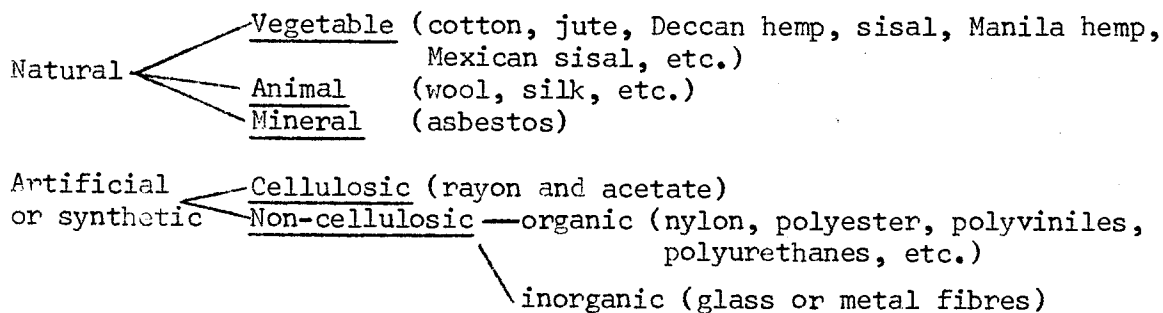 Vegetable (cotton, jute, Deccan hemp, sisal, Manila hemp,
Mexican sisal, etc.)
Natural
Animal (wool, silk, etc.)
Mineral (asbestos)
Artificial
or synthetic
Cellulosic (rayon and acetate)
Non-cellulosic organic (nylon, polyester, polyviniles,
polyurethanes, etc.)
inorganic (glass or metal fibres)